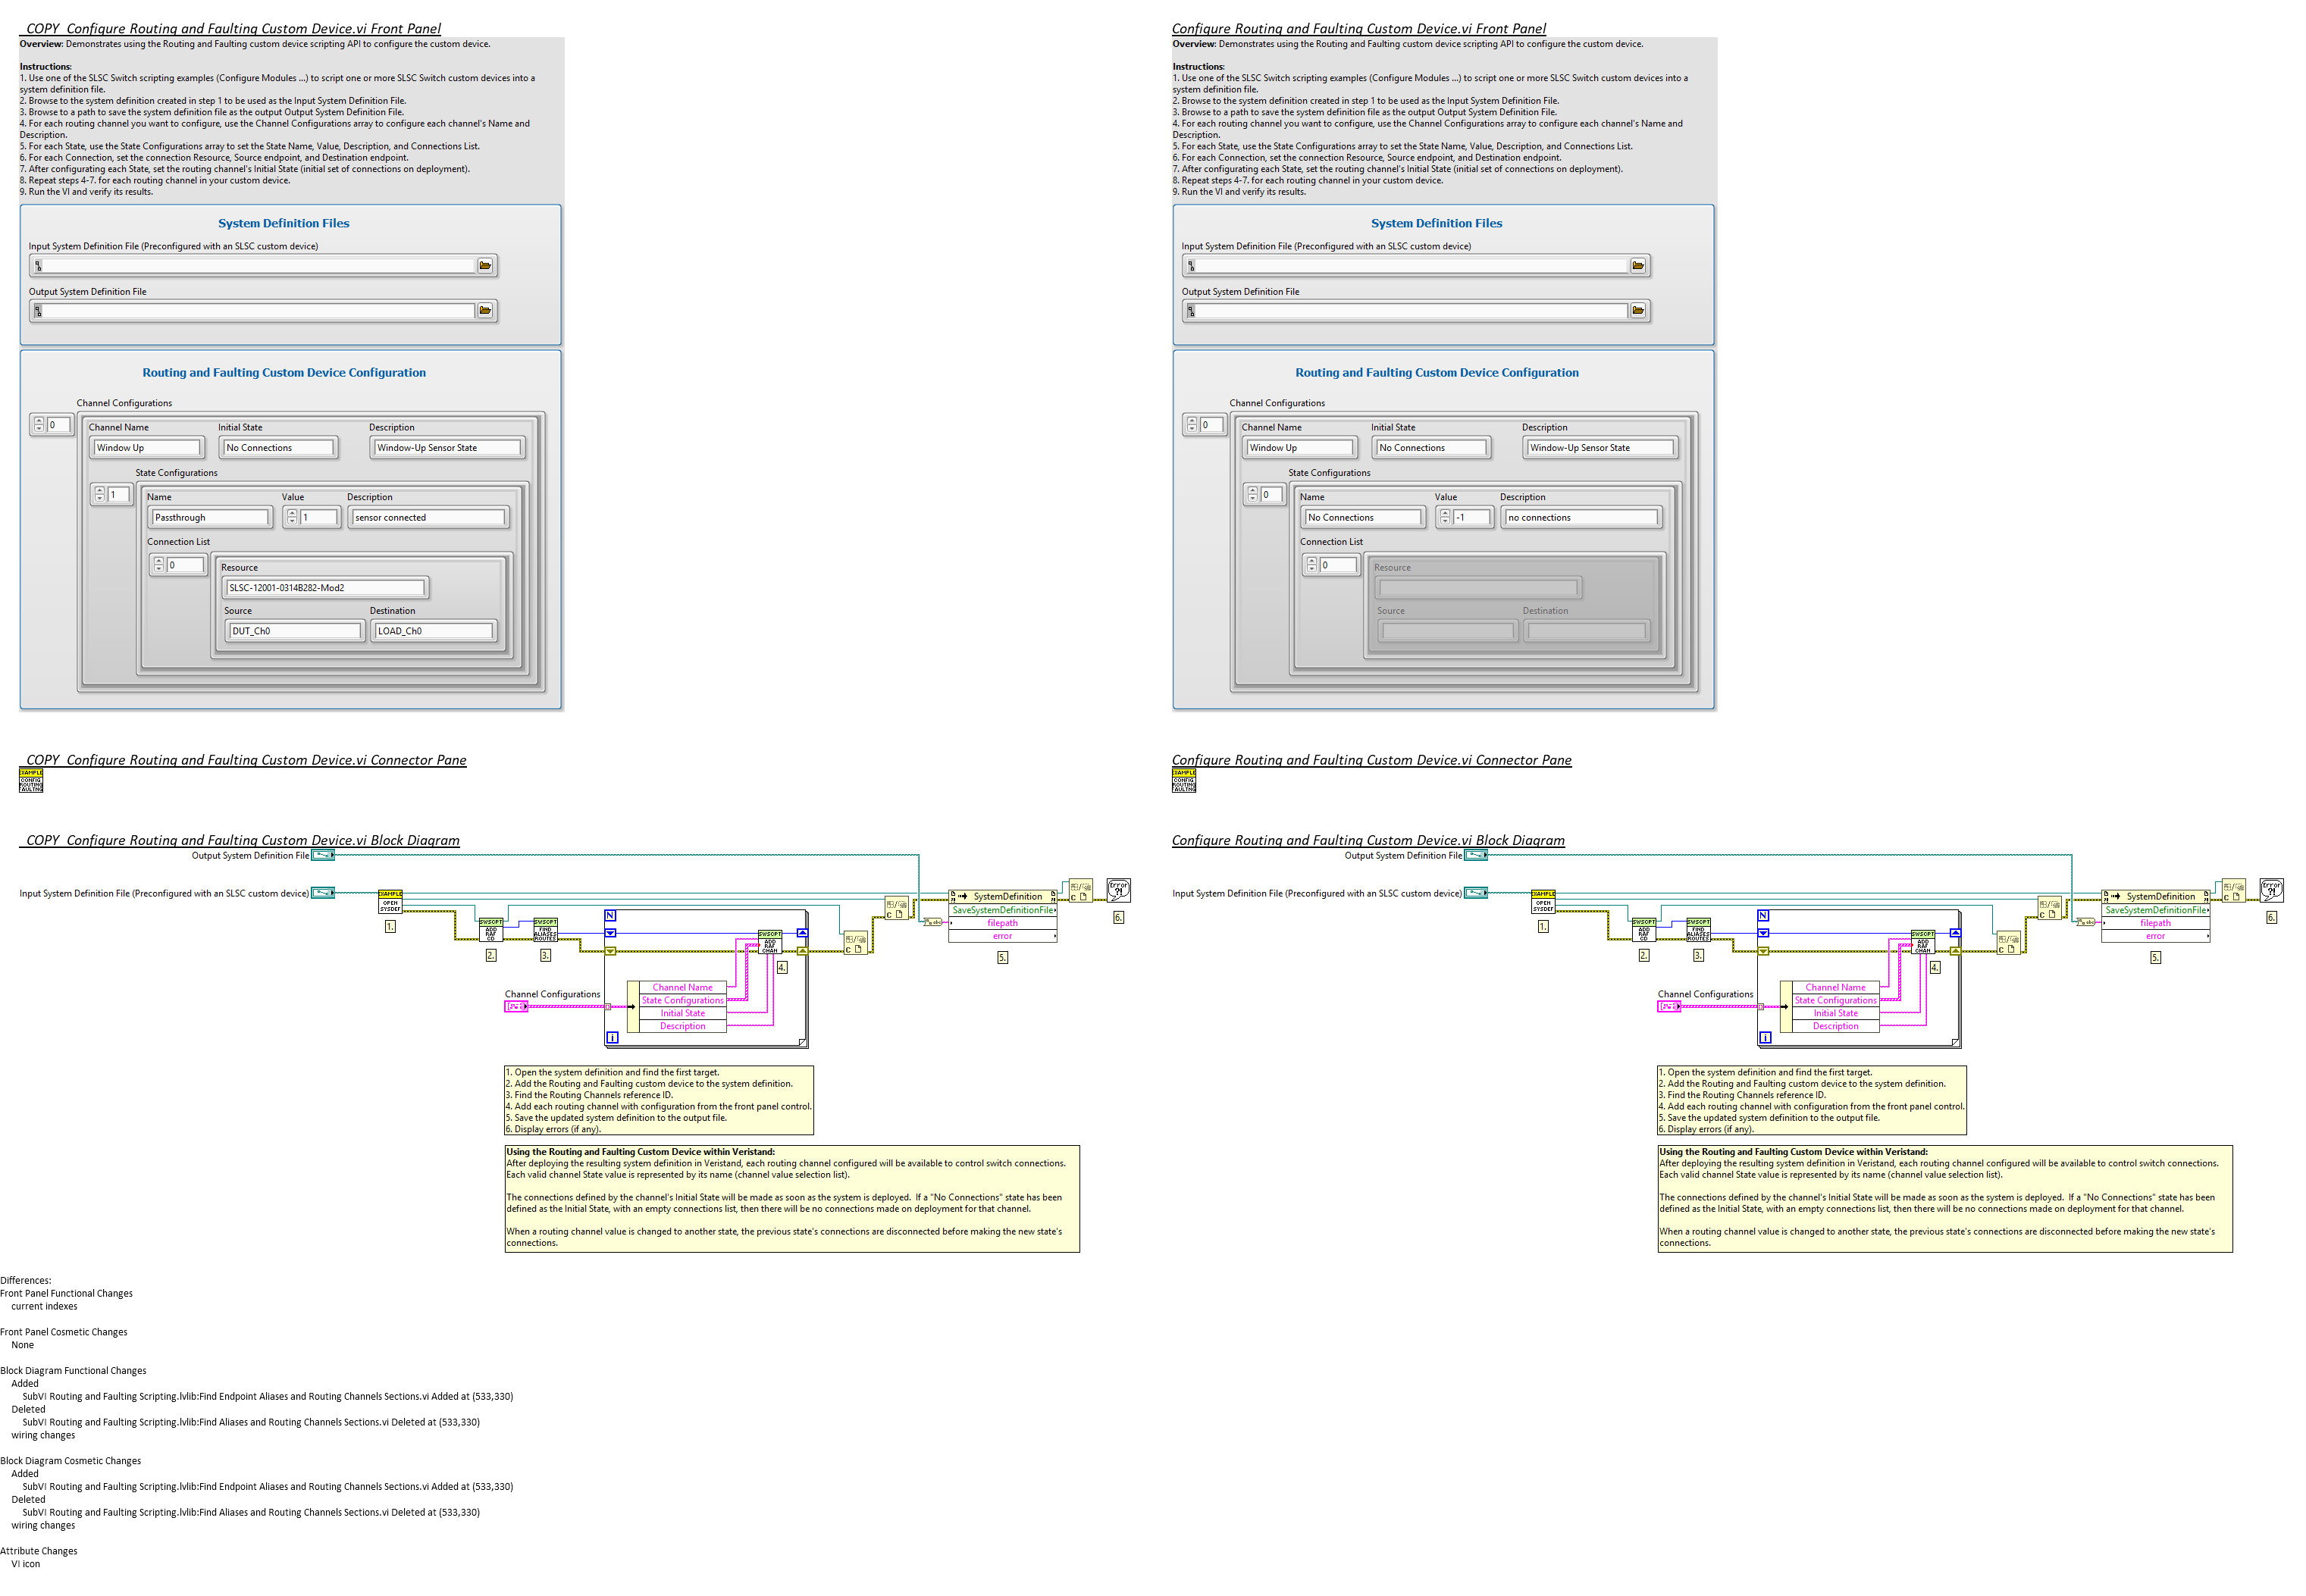 COPY Configure Routing and Faulting Custom Device.vi Front Panel
Overview: Demonstrates using the Routing and Faulting custom device scripting API to configure the custom device.
Instructions:
1. Use one of the SLSC Switch scripting examples (Configure Modules ...) to script one or more SLSC Switch custom devices into a
system definition file.
2. Browse to the system definition created in step 1 to be used as the Input System Definition File.
3. Browse to a path to save the system definition file as the output Output System Definition File.
4. For each routing channel you want to configure, use the Channel Configurations array to configure each channel's Name and
Description.
5. For each State, use the State Configurations array to set the State Name, Value, Description, and Connections List.
6. For each Connection, set the connection Resource, Source endpoint, and Destination endpoint.
7. After configurating each State, set the routing channel's Initial State (initial set of connections on deployment).
8. Repeat steps 4-7. for each routing channel in your custom device.
9. Run the VI and verify its results.
System Definition Files
Input System Definition File (Preconfigured with an SLSC custom device)
Output System Definition File
Routing and Faulting Custom Device Configuration
Channel Configurations
0
Channel Name Initial State Description
Window Up No Connections Window-Up Sensor State
State Configurations
1
Name Value Description
Passthrough 1 sensor connected
Connection List
0
Resource
SLSC-12001-0314B282-Mod2
Source Destination
DUT_Ch0 LOAD_Ch0
Configure Routing and Faulting Custom Device.vi Front Panel
Overview: Demonstrates using the Routing and Faulting custom device scripting API to configure the custom device.
Instructions:
1. Use one of the SLSC Switch scripting examples (Configure Modules ...) to script one or more SLSC Switch custom devices into a
system definition file.
2. Browse to the system definition created in step 1 to be used as the Input System Definition File.
3. Browse to a path to save the system definition file as the output Output System Definition File.
4. For each routing channel you want to configure, use the Channel Configurations array to configure each channel's Name and
Description.
5. For each State, use the State Configurations array to set the State Name, Value, Description, and Connections List.
6. For each Connection, set the connection Resource, Source endpoint, and Destination endpoint.
7. After configurating each State, set the routing channel's Initial State (initial set of connections on deployment).
8. Repeat steps 4-7. for each routing channel in your custom device.
9. Run the VI and verify its results.
System Definition Files
Input System Definition File (Preconfigured with an SLSC custom device)
Output System Definition File
Routing and Faulting Custom Device Configuration
Channel Configurations
0
Channel Name Initial State Description
Window Up No Connections Window-Up Sensor State
State Configurations
0
Name Value Description
No Connections -1 no connections
Connection List
0
Resource
Source Destination
COPY Configure Routing and Faulting Custom Device.vi Connector Pane
EXAMPLE
CONFIG
ROUTING
FAULTNG
Configure Routing and Faulting Custom Device.vi Connector Pane
EXAMPLE
CONFIG
ROUTING
FAULTNG
COPY Configure Routing and Faulting Custom Device.vi Block Diagram
Output System Definition File
Input System Definition File (Preconfigured with an SLSC custom device)
EXAMPLE
OPEN
SYSDEF
1.
SWSOPT
ADD
RAF
CD
2.
SWSOPT
FIND
ALIASES
ROUTES
3.
N
SWSOPT
ADD
RAF
CHAN
4.
Channel Configurations
Channel Name
State Configurations
Initial State
Description
i
SystemDefinition
SaveSystemDefinitionFile
filepath
error
5.
Error
?!
6.
1. Open the system definition and find the first target.
2. Add the Routing and Faulting custom device to the system definition.
3. Find the Routing Channels reference ID.
4. Add each routing channel with configuration from the front panel control.
5. Save the updated system definition to the output file.
6. Display errors (if any).
Using the Routing and Faulting Custom Device within Veristand:
After deploying the resulting system definition in Veristand, each routing channel configured will be available to control switch connections.
Each valid channel State value is represented by its name (channel value selection list).
The connections defined by the channel's Initial State will be made as soon as the system is deployed. If a "No Connections" state has been
defined as the Initial State, with an empty connections list, then there will be no connections made on deployment for that channel.
When a routing channel value is changed to another state, the previous state's connections are disconnected before making the new state's
connections.
Configure Routing and Faulting Custom Device.vi Block Diagram
Output System Definition File
Input System Definition File (Preconfigured with an SLSC custom device)
EXAMPLE
OPEN
SYSDEF
1.
SWSOPT
ADD
RAF
CD
2.
SWSOPT
FIND
ALIASES
ROUTES
3.
N
SWSOPT
ADD
RAF
CHAN
4.
Channel Configurations
Channel Name
State Configurations
Initial State
Description
i
SystemDefinition
SaveSystemDefinitionFile
filepath
error
5.
Error
?!
6.
1. Open the system definition and find the first target.
2. Add the Routing and Faulting custom device to the system definition.
3. Find the Routing Channels reference ID.
4. Add each routing channel with configuration from the front panel control.
5. Save the updated system definition to the output file.
6. Display errors (if any).
Using the Routing and Faulting Custom Device within Veristand:
After deploying the resulting system definition in Veristand, each routing channel configured will be available to control switch connections.
Each valid channel State value is represented by its name (channel value selection list).
The connections defined by the channel's Initial State will be made as soon as the system is deployed. If a "No Connections" state has been
defined as the Initial State, with an empty connections list, then there will be no connections made on deployment for that channel.
When a routing channel value is changed to another state, the previous state's connections are disconnected before making the new state's
connections.
Differences:
Front Panel Functional Changes
current indexes
Front Panel Cosmetic Changes
None
Block Diagram Functional Changes
Added
SubVI Routing and Faulting Scripting.lvlib:Find Endpoint Aliases and Routing Channels Sections.vi Added at (533,330)
Deleted
SubVI Routing and Faulting Scripting.lvlib:Find Aliases and Routing Channels Sections.vi Deleted at (533,330)
wiring changes
Block Diagram Cosmetic Changes
Added
SubVI Routing and Faulting Scripting.lvlib:Find Endpoint Aliases and Routing Channels Sections.vi Added at (533,330)
Deleted
SubVI Routing and Faulting Scripting.lvlib:Find Aliases and Routing Channels Sections.vi Deleted at (533,330)
wiring changes
Attribute Changes
VI icon